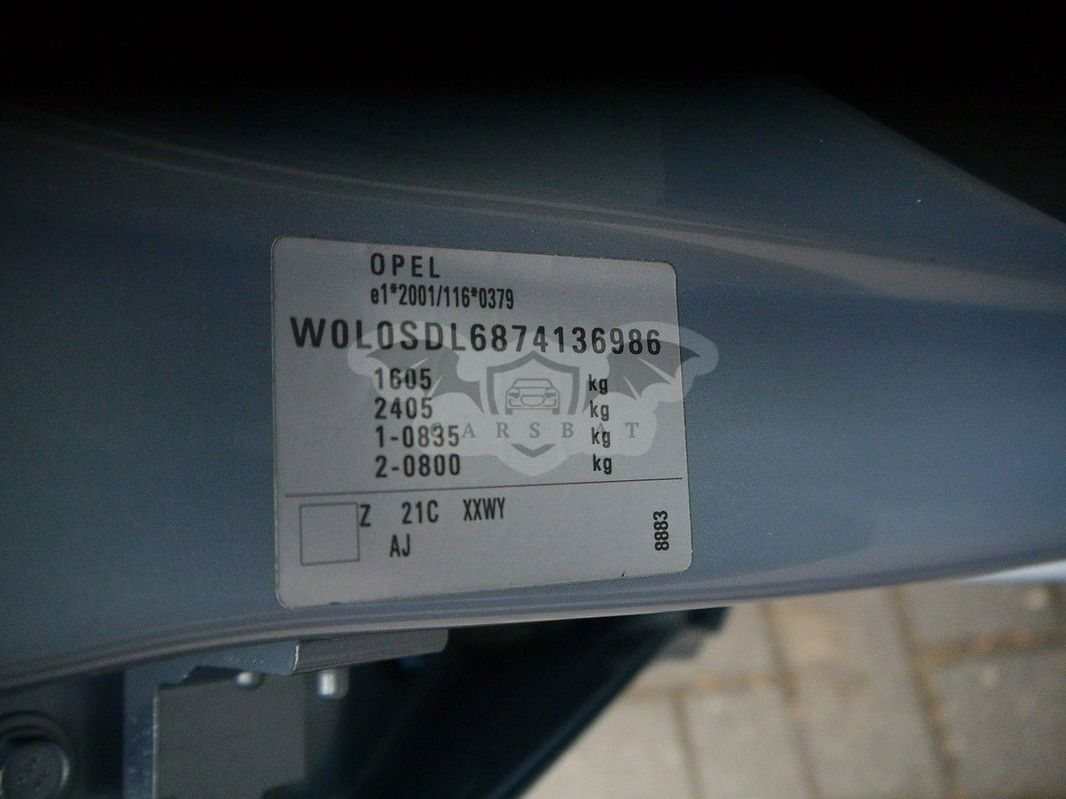 OPEL
e1*2001/116*0379
W0L0SDL6874136986
1605 kg
2405 kg
1-0835 kg
2-0800 kg
CARSBAT
Z 21C XXWY
AJ
8883